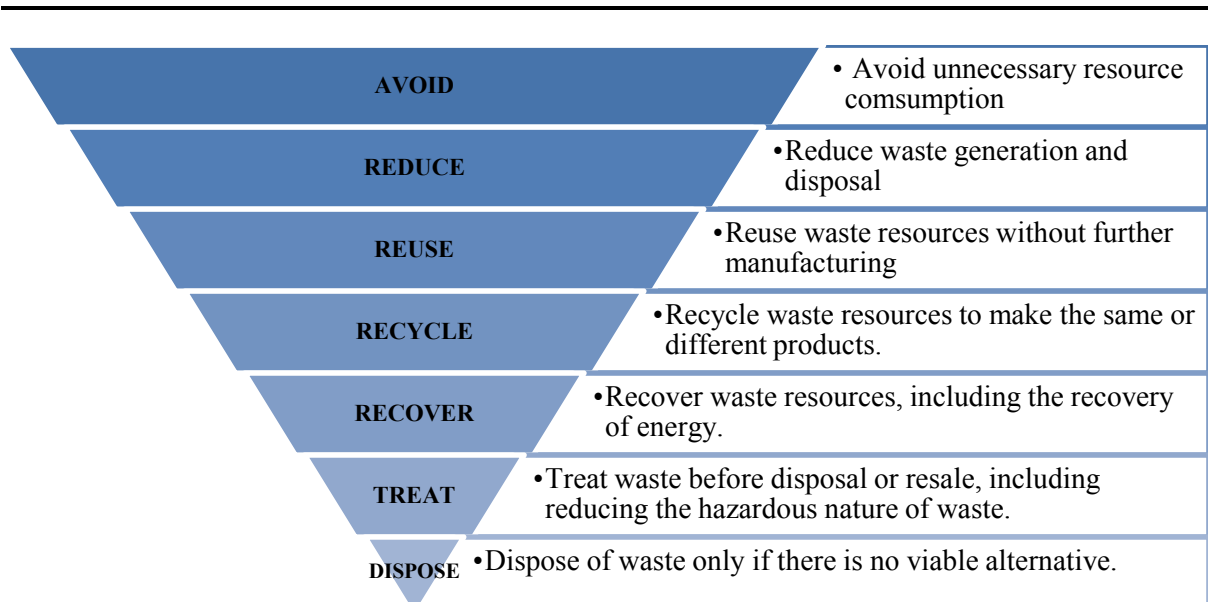 AVOID
• Avoid unnecessary resource
comsumption
REDUCE
•Reduce waste generation and
disposal
REUSE
•Reuse waste resources without further
manufacturing
RECYCLE
•Recycle waste resources to make the same or
different products.
RECOVER
•Recover waste resources, including the recovery
of energy.
TREAT
•Treat waste before disposal or resale, including
reducing the hazardous nature of waste.
DISPOSE
•Dispose of waste only if there is no viable alternative.